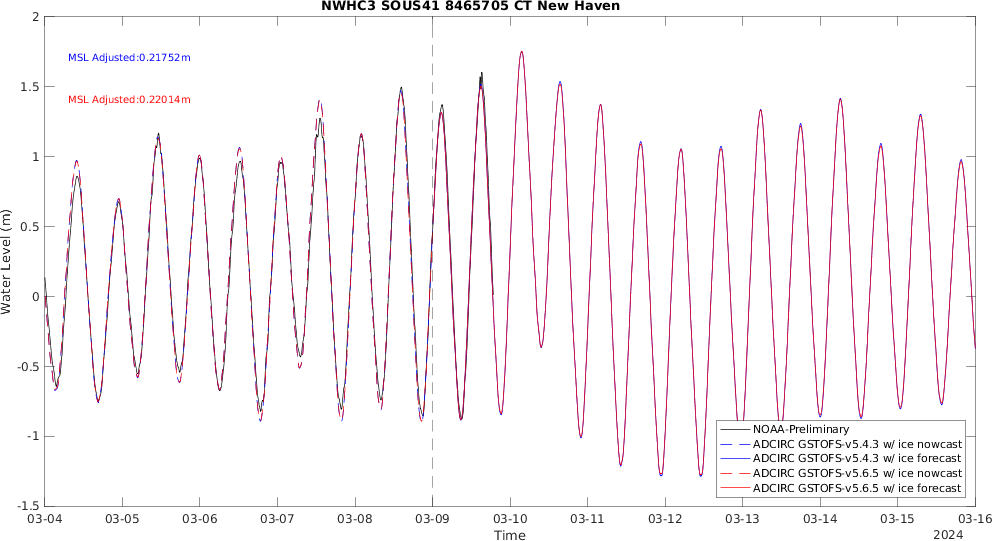 NWHC3 SOUS41 8465705 CT New Haven
2
MSL Adjusted:0.21752m
1.5
MSL Adjusted:0.22014m
1
0.5
Water Level (m)
0
-0.5
-1
NOAA-Preliminary
ADCIRC GSTOFS-v5.4.3 w/ ice nowcast
ADCIRC GSTOFS-v5.4.3 w/ ice forecast
ADCIRC GSTOFS-v5.6.5 w/ ice nowcast
ADCIRC GSTOFS-v5.6.5 w/ ice forecast
-1.5
03-04 03-05 03-06 03-07 03-08 03-09 03-10 03-11 03-12 03-13 03-14 03-15 03-16
Time
2024